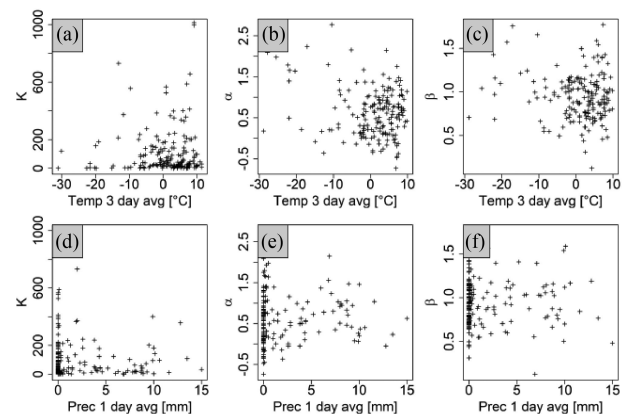 (a)
K
0 200 600 1000
-30 -20 -10 0 10
Temp 3 day avg [°C]
(b)
α
-0.5 0.5 1.5 2.5
-30 -20 -10 0 10
Temp 3 day avg [°C]
(c)
β
0.5 1.0 1.5
-30 -20 -10 0 10
Temp 3 day avg [°C]
(d)
K
0 200 600 1000
0 5 10 15
Prec 1 day avg [mm]
(e)
α
-0.5 0.5 1.5 2.5
0 5 10 15
Prec 1 day avg [mm]
(f)
β
0.5 1.0 1.5
0 5 10 15
Prec 1 day avg [mm]